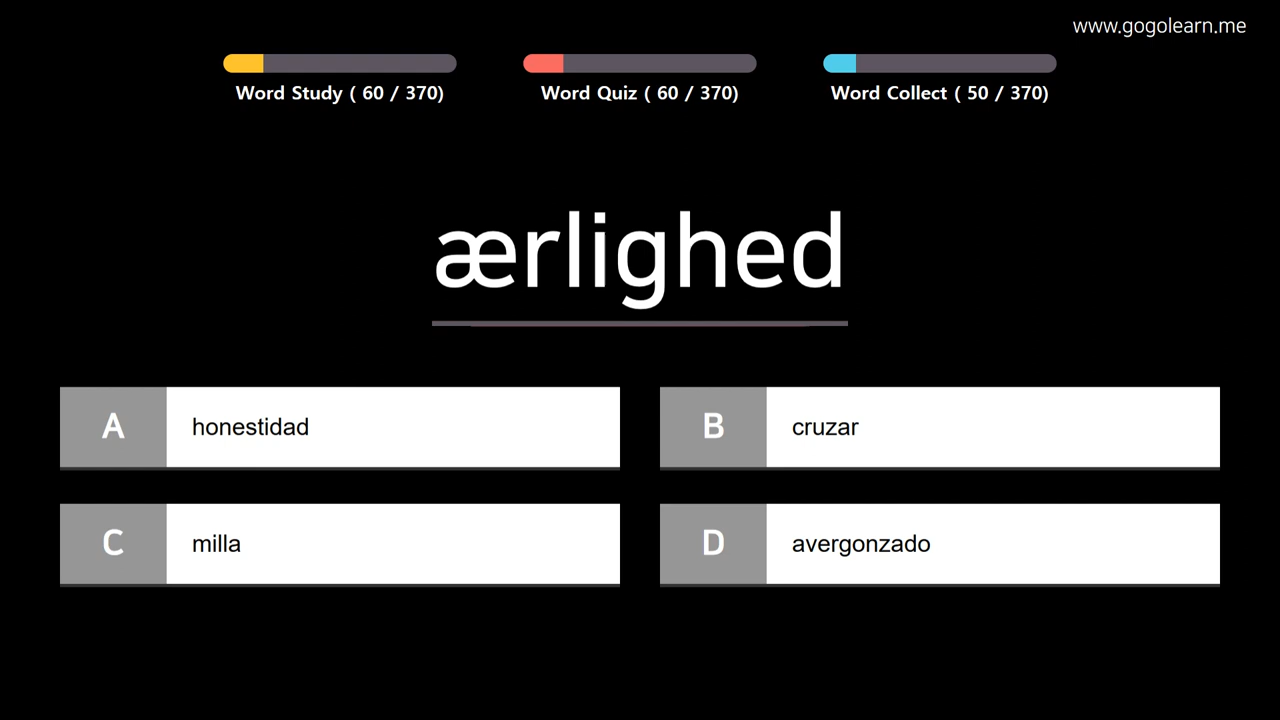 www.gogolearn.me
Word Study ( 60 / 370)
Word Quiz ( 60 / 370)
Word Collect ( 50 / 370)
ærlighed
A honestidad
B cruzar
C milla
D avergonzado